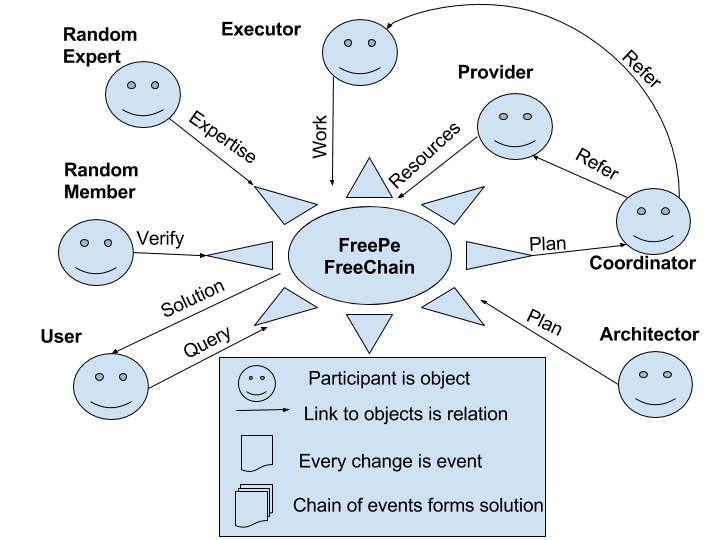 Random
Expert
Executor
Provider
Refer
Expertise
Work
Resources
Refer
Random
Member
Verify
FreePe
FreeChain
Plan
Coordinator
Solution
Query
User
Plan
Architector
Participant is object
Link to objects is relation
Every change is event
Chain of events forms solution